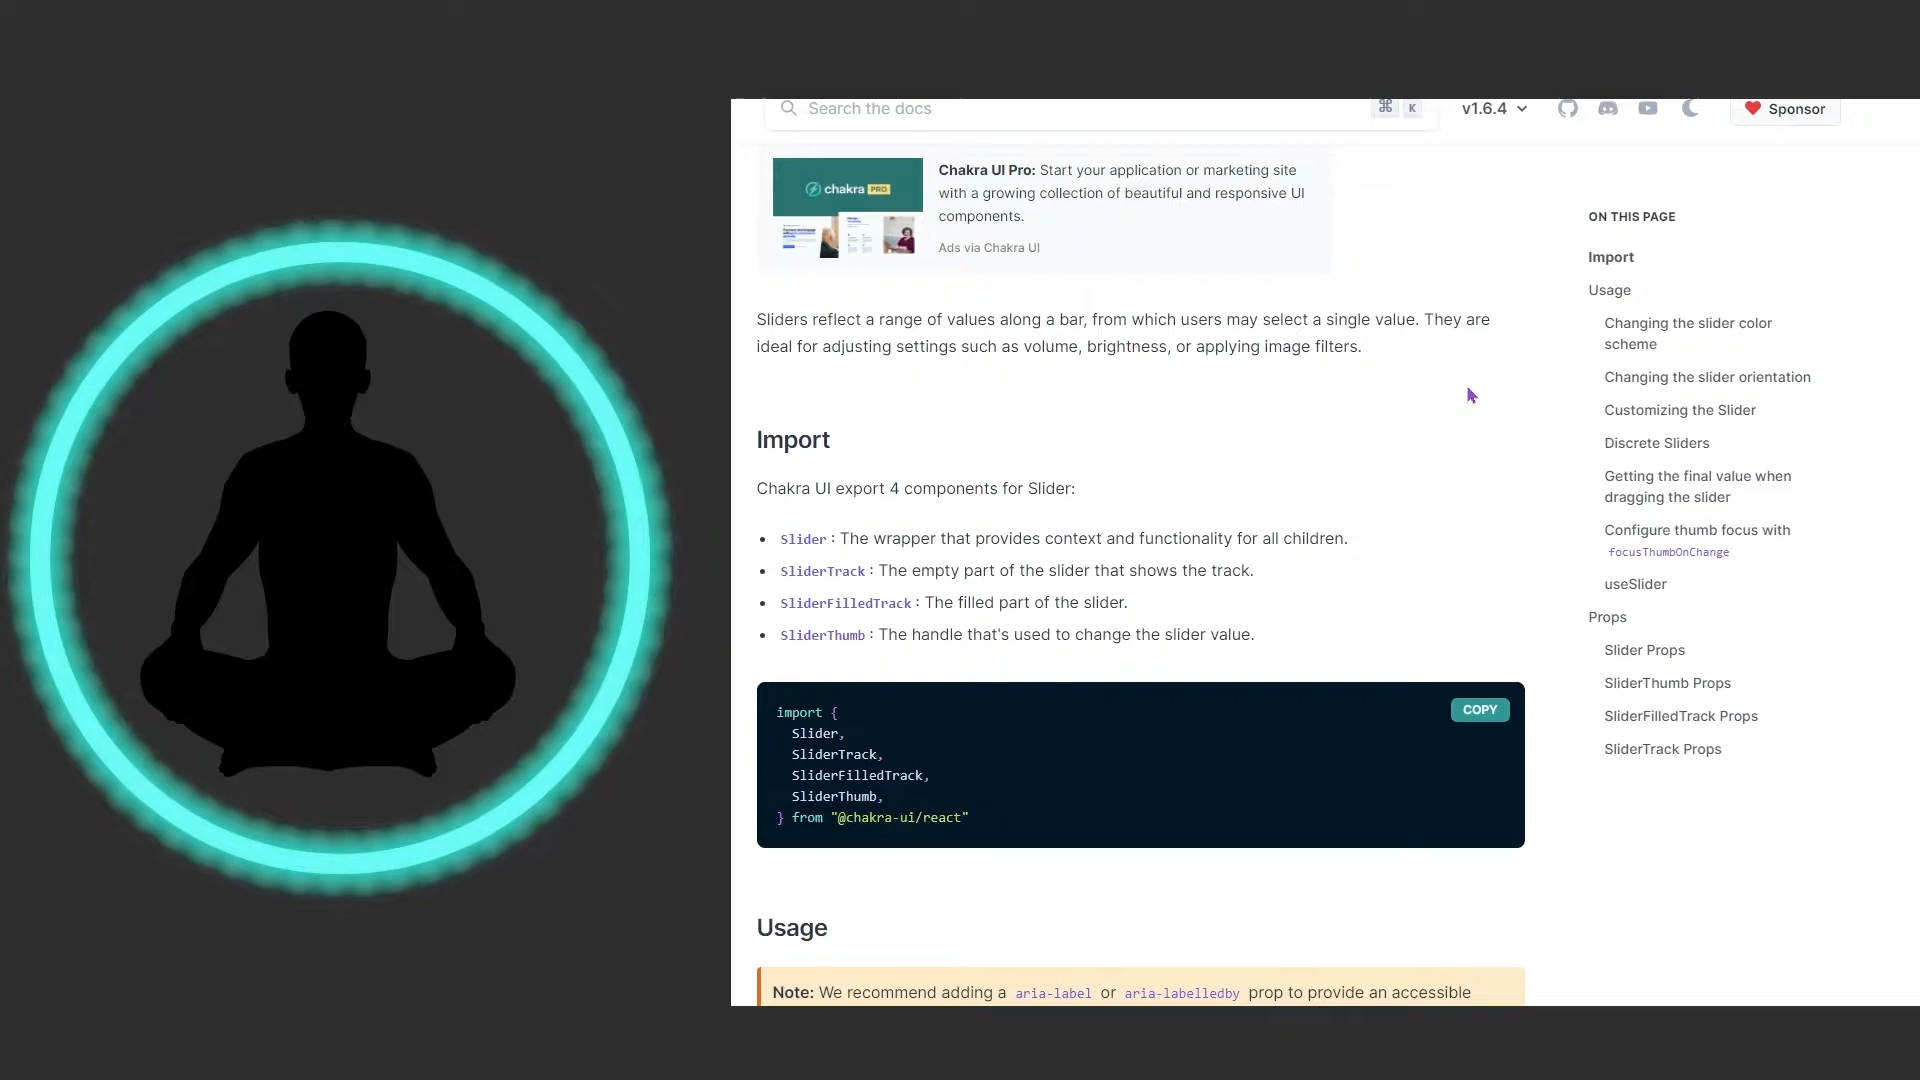 Search the docs
⌘ K
v1.6.4
Sponsor
chakra PRO
Chakra UI Pro: Start your application or marketing site
with a growing collection of beautiful and responsive UI
components.
Ads via Chakra UI
Sliders reflect a range of values along a bar, from which users may select a single value. They are
ideal for adjusting settings such as volume, brightness, or applying image filters.
Import
Chakra UI export 4 components for Slider:
• Slider : The wrapper that provides context and functionality for all children.
• SliderTrack : The empty part of the slider that shows the track.
• SliderFilledTrack : The filled part of the slider.
• SliderThumb : The handle that's used to change the slider value.
COPY
import {
Slider,
SliderTrack,
SliderFilledTrack,
SliderThumb,
} from "@chakra-ui/react"
Usage
Note: We recommend adding a aria-label or aria-labelledby prop to provide an accessible
ON THIS PAGE
Import
Usage
Changing the slider color
scheme
Changing the slider orientation
Customizing the Slider
Discrete Sliders
Getting the final value when
dragging the slider
Configure thumb focus with
focusThumbOnChange
useSlider
Props
Slider Props
SliderThumb Props
SliderFilledTrack Props
SliderTrack Props